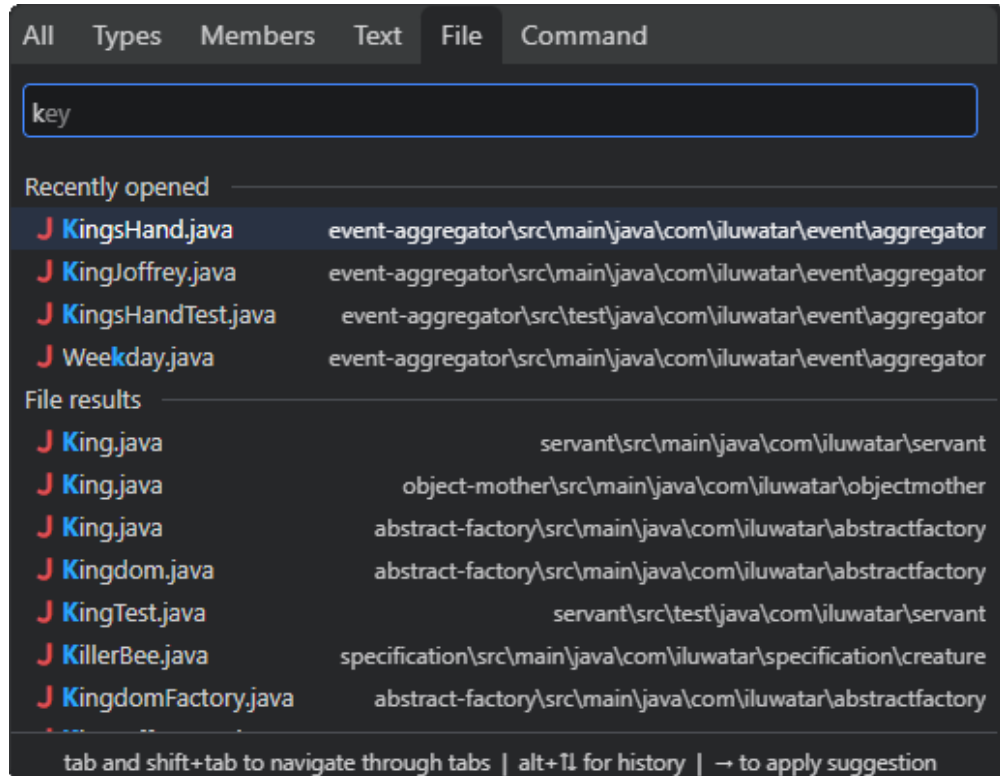 All Types Members Text File Command
key
Recently opened
J KingsHand.java event-aggregator\src\main\java\com\iluwatar\event\aggregator
J KingJoffrey.java event-aggregator\src\main\java\com\iluwatar\event\aggregator
J KingsHandTest.java event-aggregator\src\test\java\com\iluwatar\event\aggregator
J Weekday.java event-aggregator\src\main\java\com\iluwatar\event\aggregator
File results
J King.java servant\src\main\java\com\iluwatar\servant
J King.java object-mother\src\main\java\com\iluwatar\objectmother
J King.java abstract-factory\src\main\java\com\iluwatar\abstractfactory
J Kingdom.java abstract-factory\src\main\java\com\iluwatar\abstractfactory
J KingTest.java servant\src\test\java\com\iluwatar\servant
J KillerBee.java specification\src\main\java\com\iluwatar\specification\creature
J KingdomFactory.java abstract-factory\src\main\java\com\iluwatar\abstractfactory
tab and shift+tab to navigate through tabs | alt+⇅ for history | → to apply suggestion